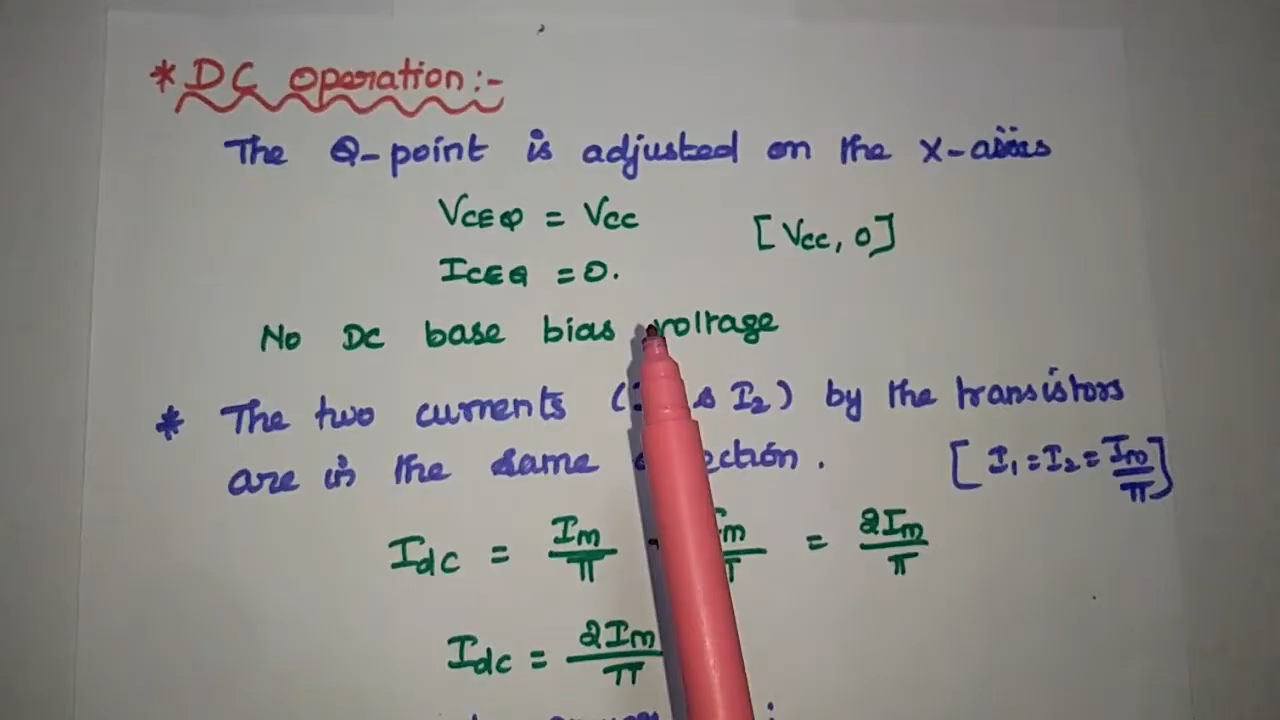 * DC Operation:-
The Q-point is adjusted on the X-axis
VCEQ = VCC [VCC, 0]
ICEQ = 0.
No DC base bias voltage
* The two currents ( & I2) by the transistors
are in the same . [I1 = I2 = Im/π]
Idc = Im/π Im/π = 2Im/π
Idc = 2Im/π